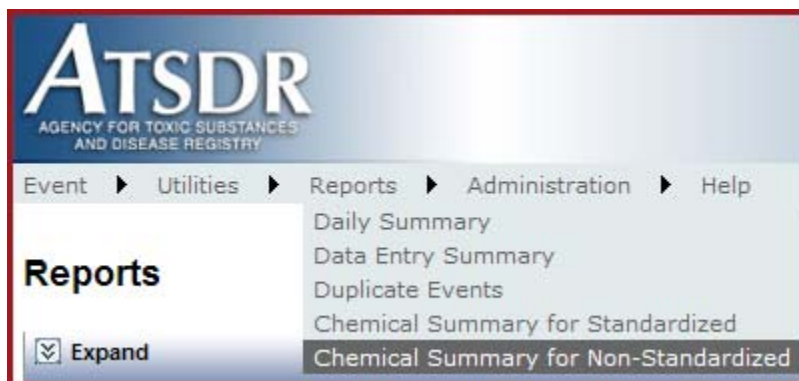 ATSDR
AGENCY FOR TOXIC SUBSTANCES
AND DISEASE REGISTRY
Event Utilities Reports Administration Help
Daily Summary
Data Entry Summary
Duplicate Events
Chemical Summary for Standardized
Chemical Summary for Non-Standardized
Reports
Expand